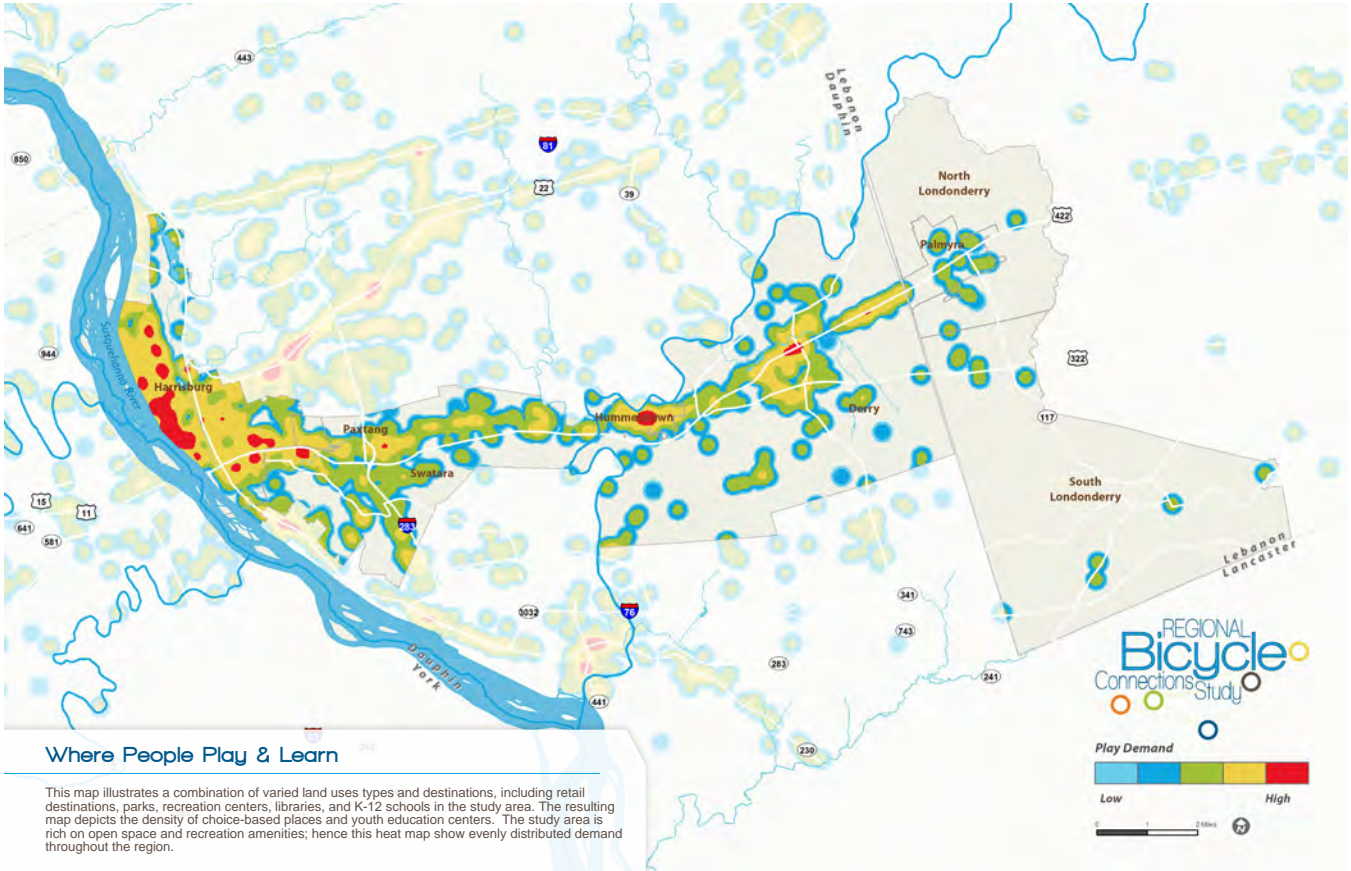 443
Lebanon
Dauphin
81
850
22
39
North
Londonderry
422
Palmyra
Susquehanna River
944
322
Harrisburg
Derry
117
Paxtang
Swatara
South
Londonderry
15
11
283
641
581
Lebanon
Lancaster
341
3032
76
743
283
241
Dauphin
York
441
230
REGIONAL
Bicycle
Connections
Study
Play Demand
Low High
0 1 2 Miles
N
Where People Play & Learn
This map illustrates a combination of varied land uses types and destinations, including retail
destinations, parks, recreation centers, libraries, and K-12 schools in the study area. The resulting
map depicts the density of choice-based places and youth education centers. The study area is
rich on open space and recreation amenities; hence this heat map show evenly distributed demand
throughout the region.